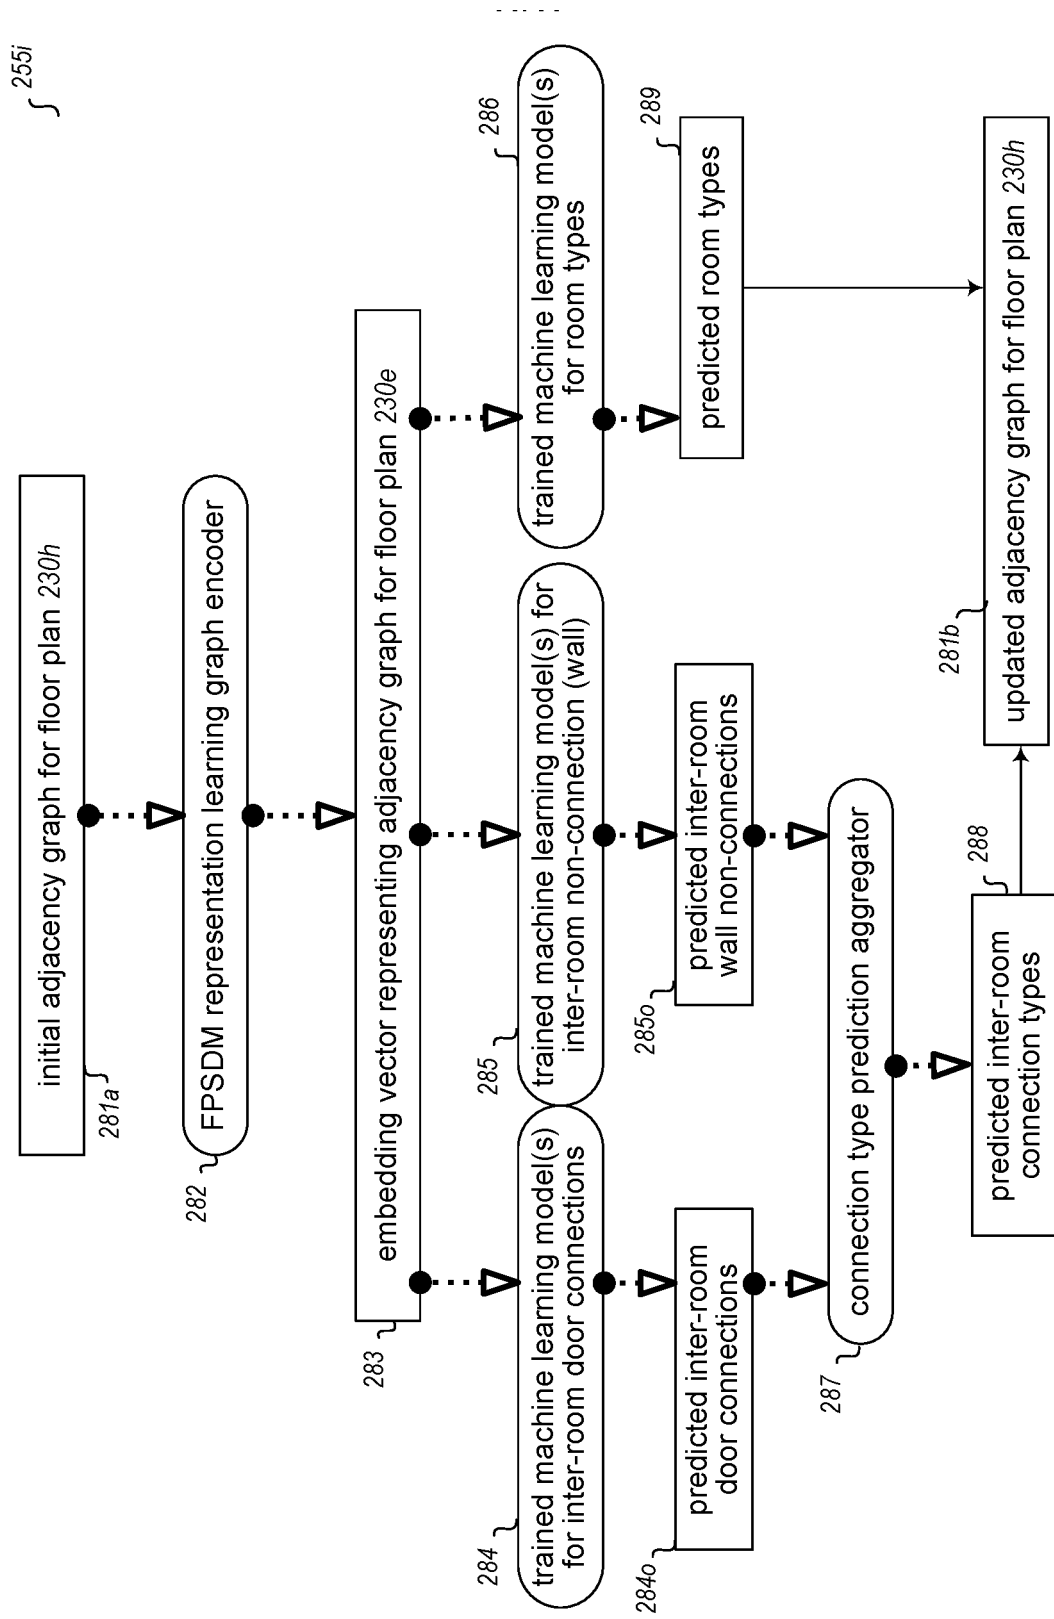 255i
initial adjacency graph for floor plan 230h
281a
FPSDM representation learning graph encoder
282
embedding vector representing adjacency graph for floor plan 230e
283
trained machine learning model(s)
for inter-room door connections
284
trained machine learning model(s) for
inter-room non-connection (wall)
285
trained machine learning model(s)
for room types
286
predicted inter-room
door connections
284o
predicted inter-room
wall non-connections
285o
predicted room types
289
connection type prediction aggregator
287
predicted inter-room
connection types
288
updated adjacency graph for floor plan 230h
281b